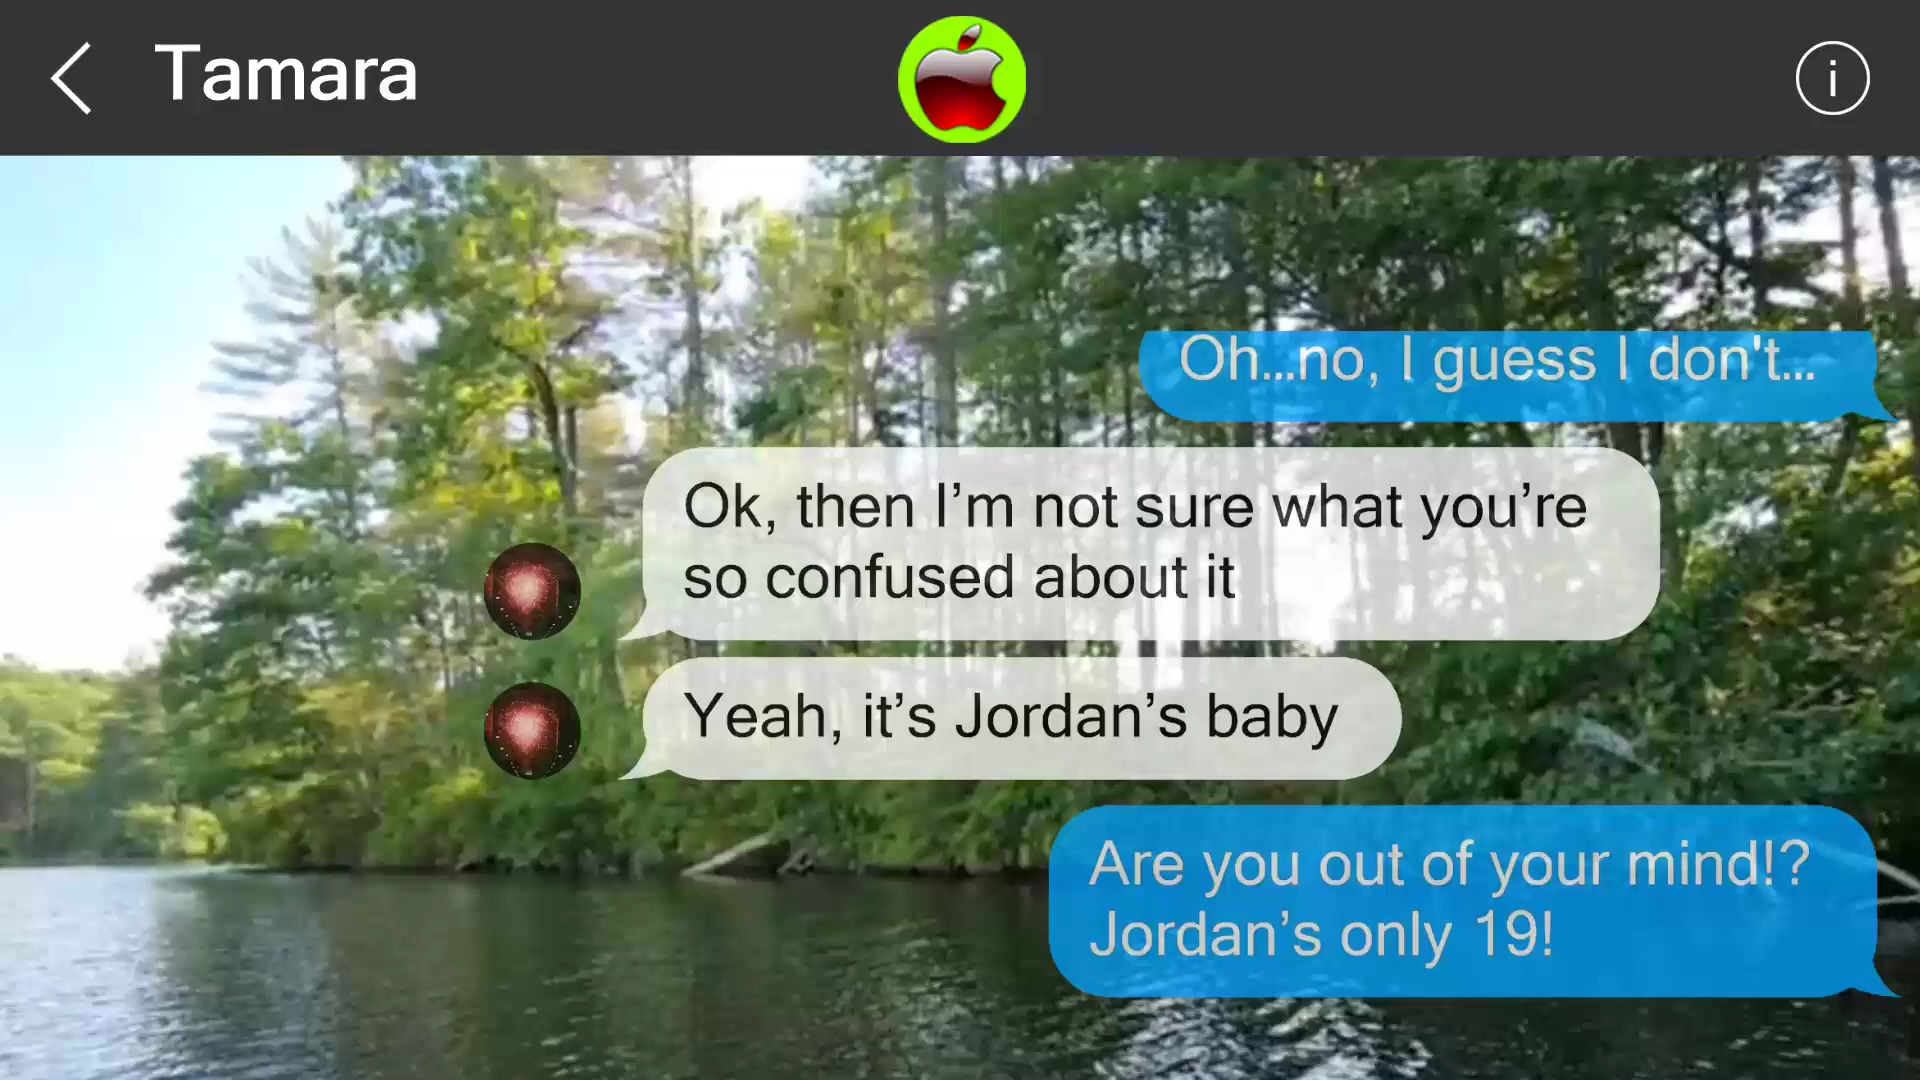 Tamara
i
Oh...no, I guess I don't...
Ok, then I’m not sure what you’re
so confused about it
Yeah, it’s Jordan’s baby
Are you out of your mind!?
Jordan’s only 19!